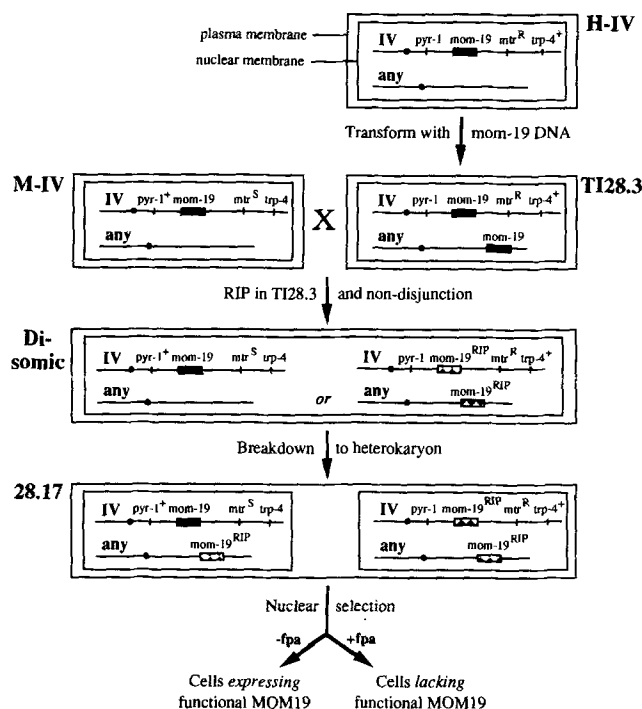 plasma membrane
nuclear membrane
H-IV
IV pyr-1 mom-19 mtr^R trp-4^+
any
Transform with mom-19 DNA
M-IV
TI28.3
IV pyr-1^+ mom-19 mtr^S trp-4
any
X
IV pyr-1 mom-19 mtr^R trp-4^+
any mom-19
RIP in TI28.3 and non-disjunction
Di-
somic
IV pyr-1^+ mom-19 mtr^S trp-4
any
or
IV pyr-1 mom-19^RIP mtr^R trp-4^+
any mom-19^RIP
Breakdown to heterokaryon
28.17
IV pyr-1^+ mom-19 mtr^S trp-4
any mom-19^RIP
IV pyr-1 mom-19^RIP mtr^R trp-4^+
any mom-19^RIP
Nuclear selection
-fpa +fpa
Cells expressing
functional MOM19
Cells lacking
functional MOM19